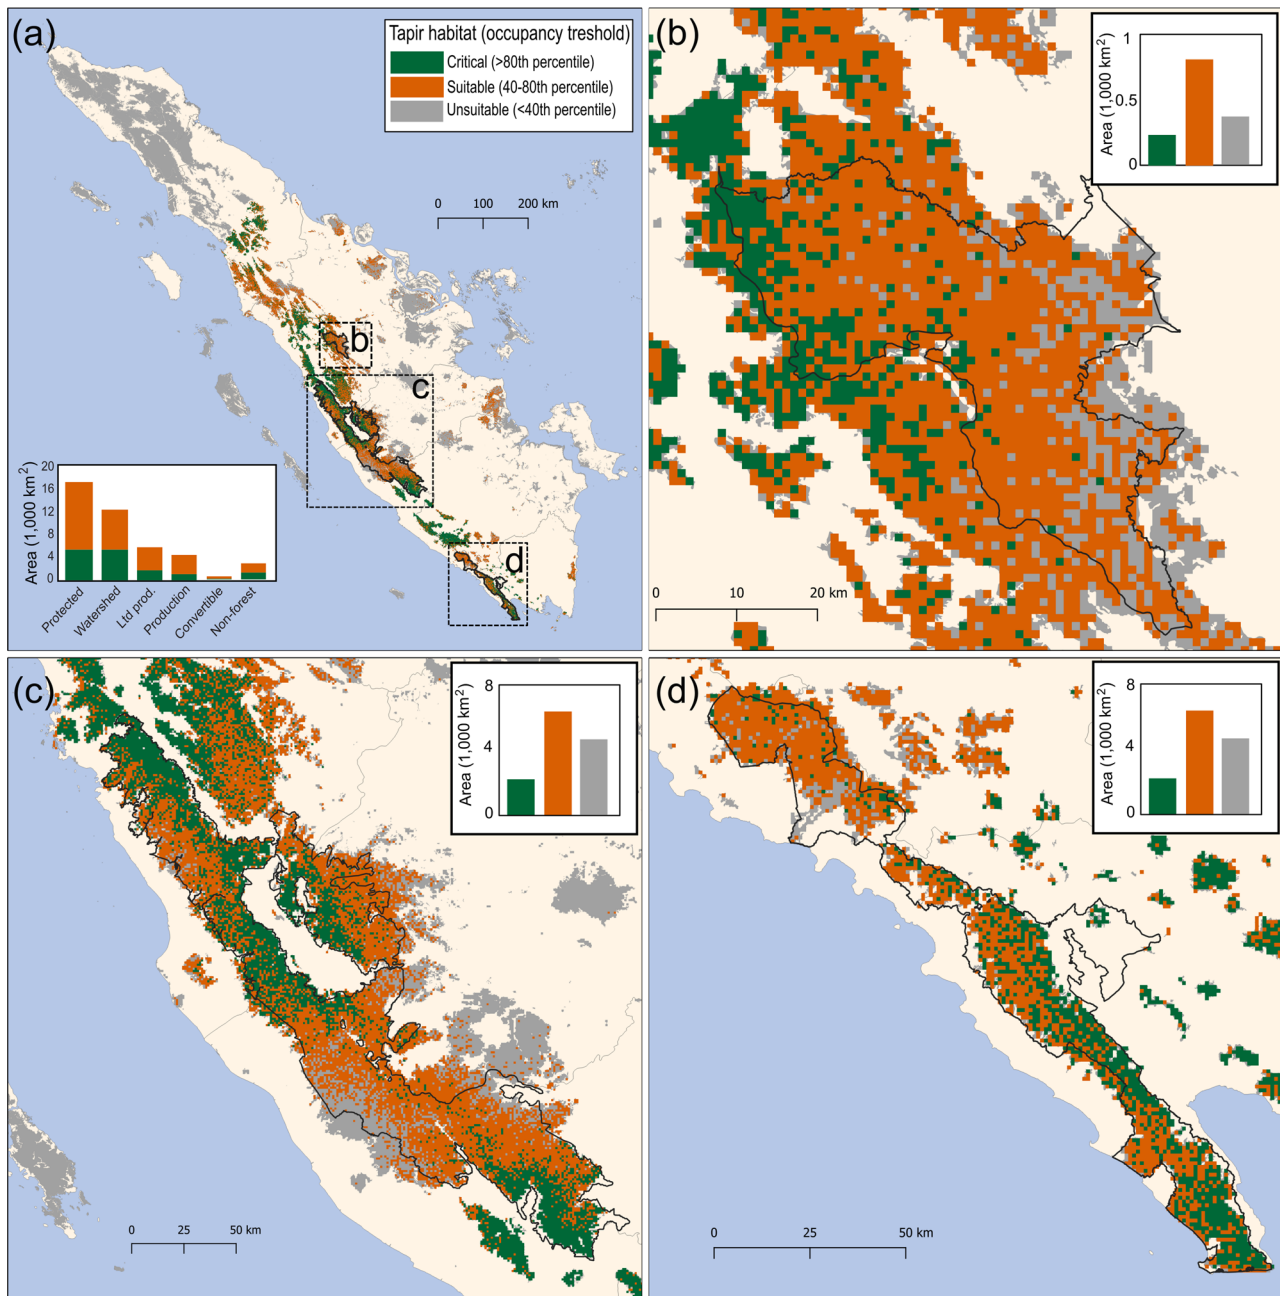 (a)
Tapir habitat (occupancy treshold)
Critical (>80th percentile)
Suitable (40-80th percentile)
Unsuitable (<40th percentile)
0 100 200 km
b
c
d
Area (1,000 km²)
20
16
12
8
4
0
Protected
Watershed
Ltd prod.
Production
Convertible
Non-forest
(b)
Area (1,000 km²)
1
0.5
0
0 10 20 km
(c)
Area (1,000 km²)
8
4
0
0 25 50 km
(d)
Area (1,000 km²)
8
4
0
0 25 50 km